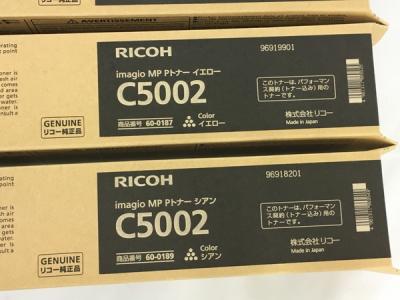 AVERTISSEMENT
RICOH
96919901
imagio MP Pトナー イエロー
C5002
このトナーは、パフォーマンス契約(トナー込み)用のトナーです。
商品番号 60-0187
Color
イエロー
株式会社リコー
Made in Japan
GENUINE
リコー純正品
RICOH
96918201
imagio MP Pトナー シアン
C5002
このトナーは、パフォーマンス契約(トナー込み)用のトナーです。
商品番号 60-0189
Color
シアン
株式会社リコー
Made in Japan
GENUINE
リコー純正品